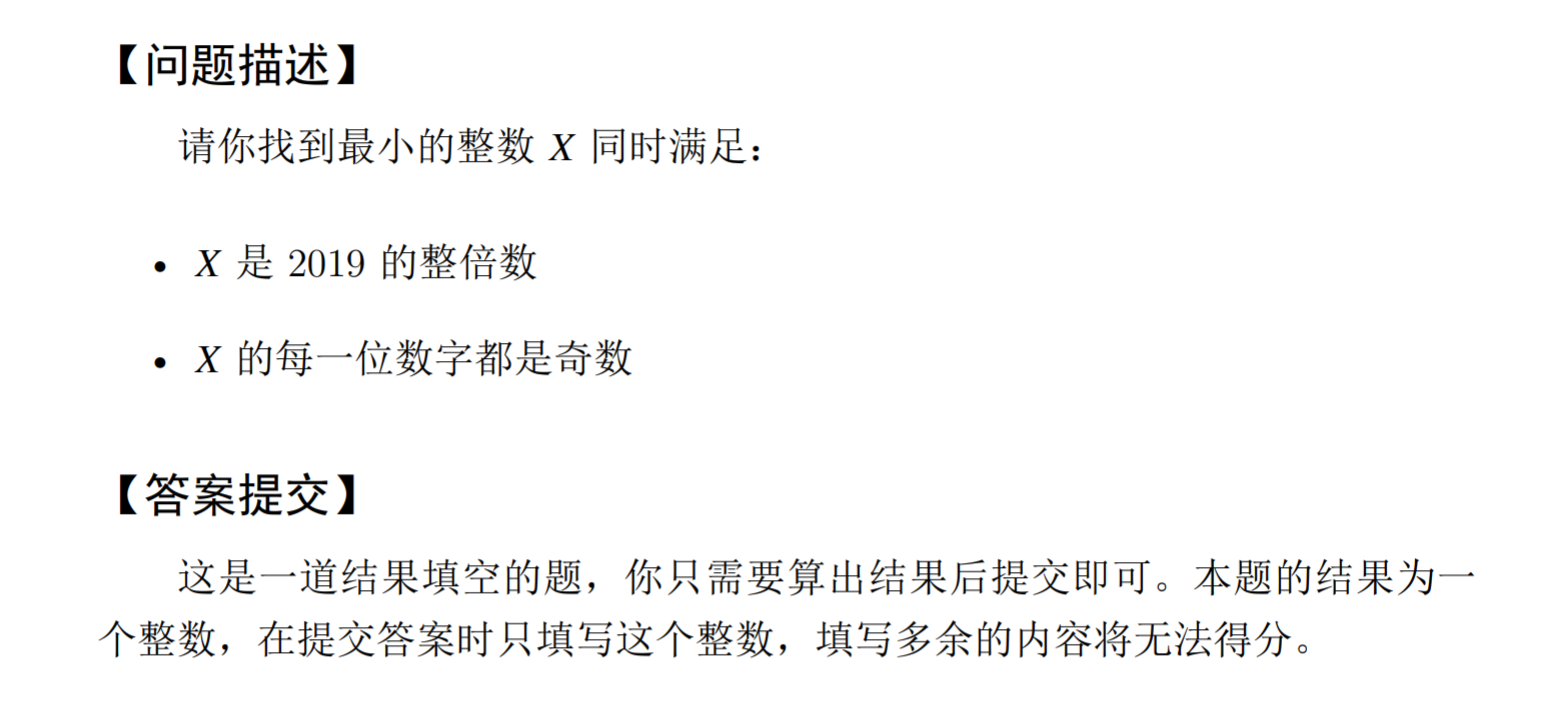 【问题描述】
请你找到最小的整数 X 同时满足：
• X 是 2019 的整倍数
• X 的每一位数字都是奇数
【答案提交】
这是一道结果填空的题，你只需要算出结果后提交即可。本题的结果为一
个整数，在提交答案时只填写这个整数，填写多余的内容将无法得分。